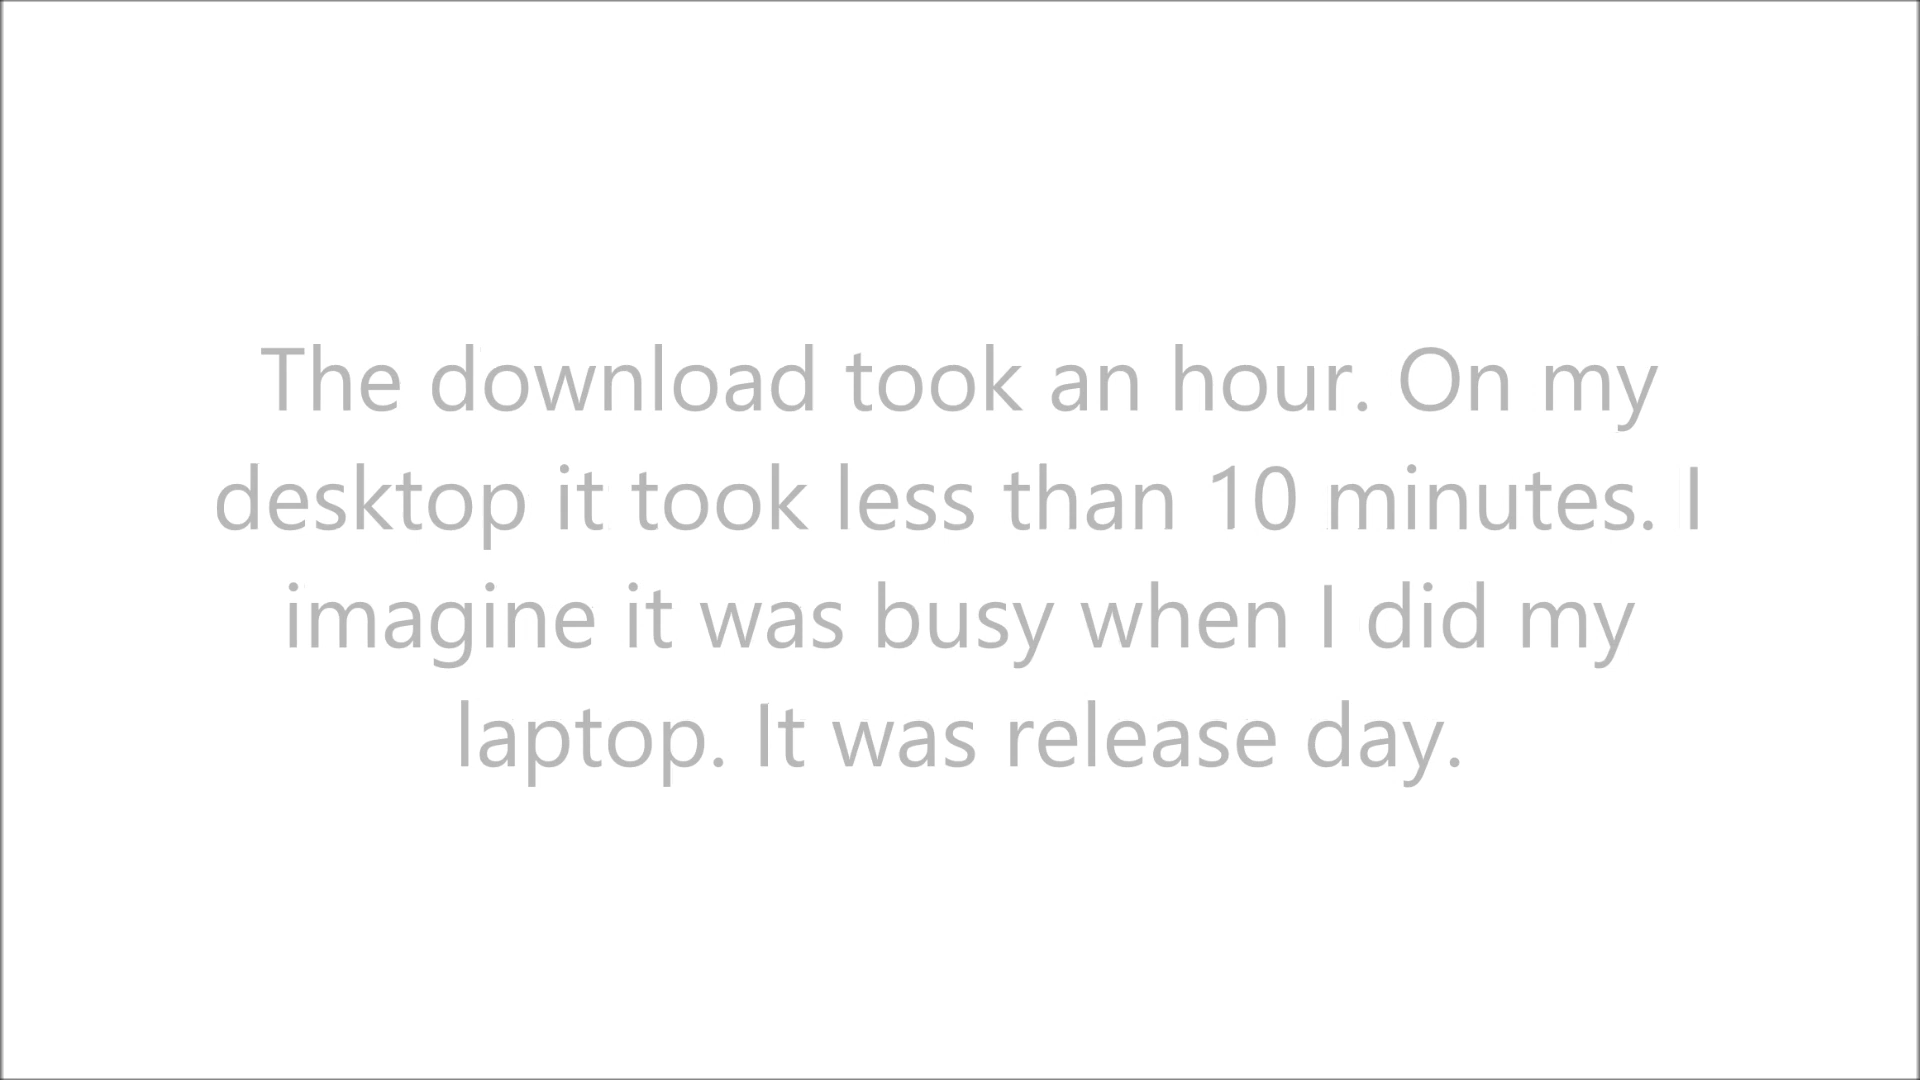 The download took an hour. On my
desktop it took less than 10 minutes. I
imagine it was busy when I did my
laptop. It was release day.